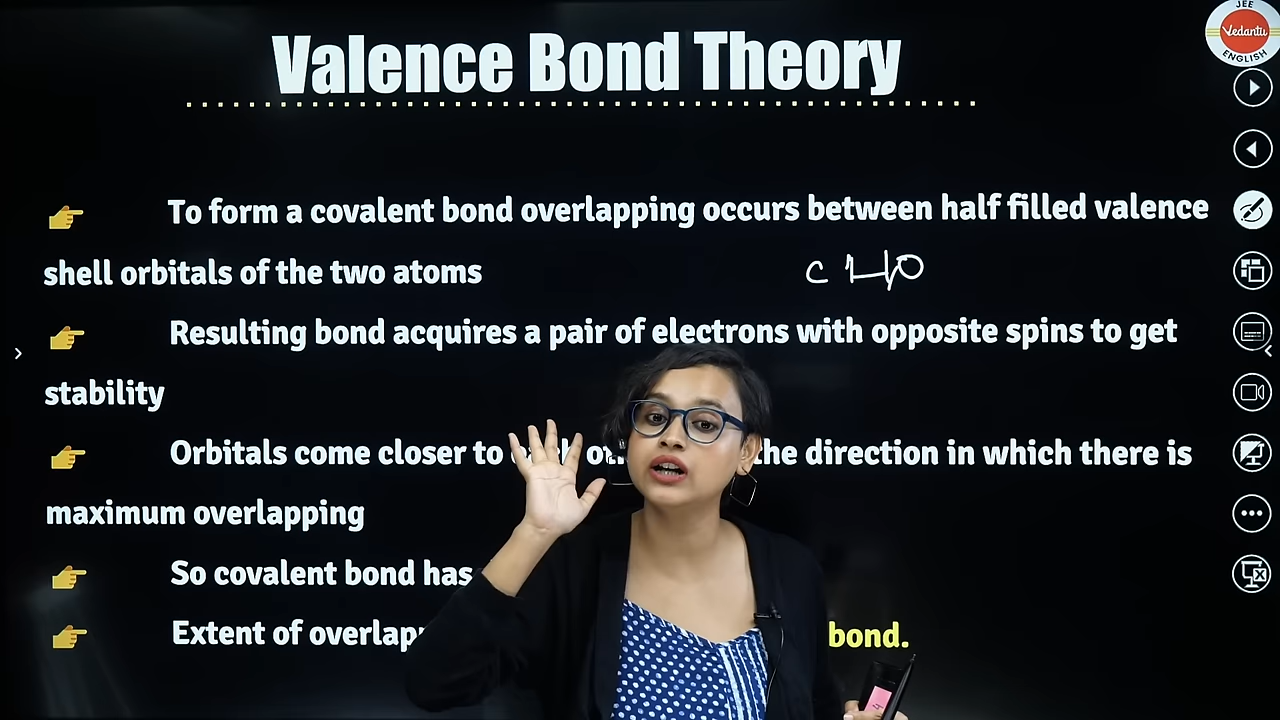 JEE
Vedantu
ENGLISH
Valence Bond Theory
To form a covalent bond overlapping occurs between half filled valence
shell orbitals of the two atoms
Resulting bond acquires a pair of electrons with opposite spins to get
stability
Orbitals come closer to the direction in which there is
maximum overlapping
So covalent bond has
Extent of bond.